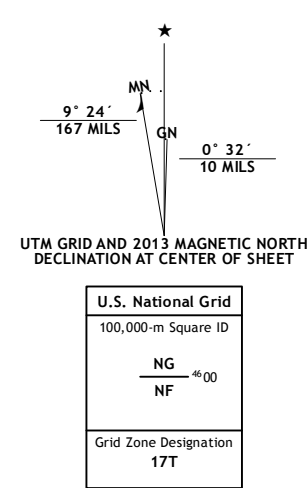 ★
MN
9° 24´
167 MILS
GN
0° 32´
10 MILS
UTM GRID AND 2013 MAGNETIC NORTH
DECLINATION AT CENTER OF SHEET
U.S. National Grid
100,000-m Square ID
NG
NF
4600
Grid Zone Designation
17T